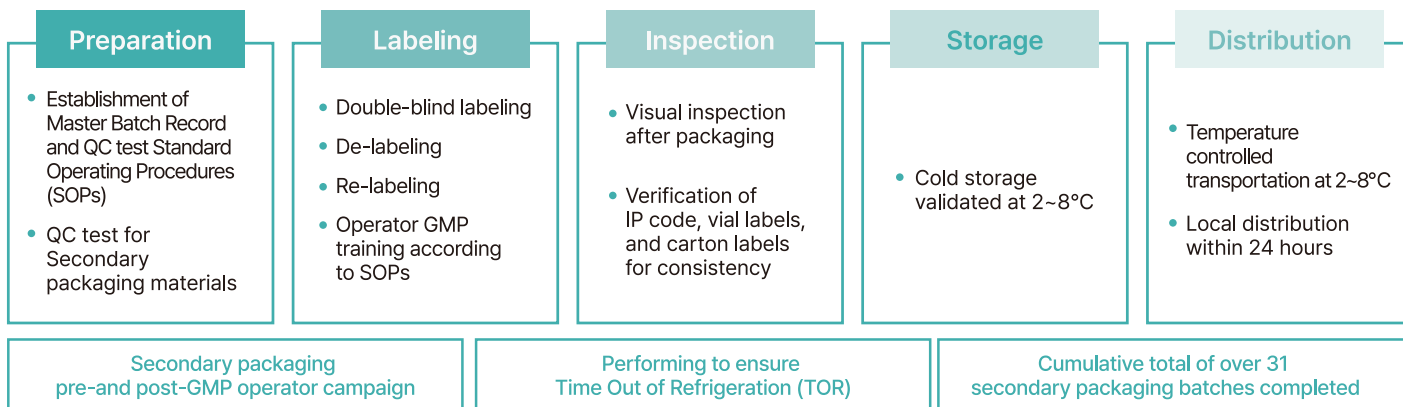 Preparation
Establishment of
Master Batch Record
and QC test Standard
Operating Procedures
(SOPs)
QC test for
Secondary
packaging materials
Labeling
Double-blind labeling
De-labeling
Re-labeling
Operator GMP
training according
to SOPs
Inspection
Visual inspection
after packaging
Verification of
IP code, vial labels,
and carton labels
for consistency
Storage
Cold storage
validated at 2~8°C
Distribution
Temperature
controlled
transportation at 2~8°C
Local distribution
within 24 hours
Secondary packaging
pre-and post-GMP operator campaign
Performing to ensure
Time Out of Refrigeration (TOR)
Cumulative total of over 31
secondary packaging batches completed